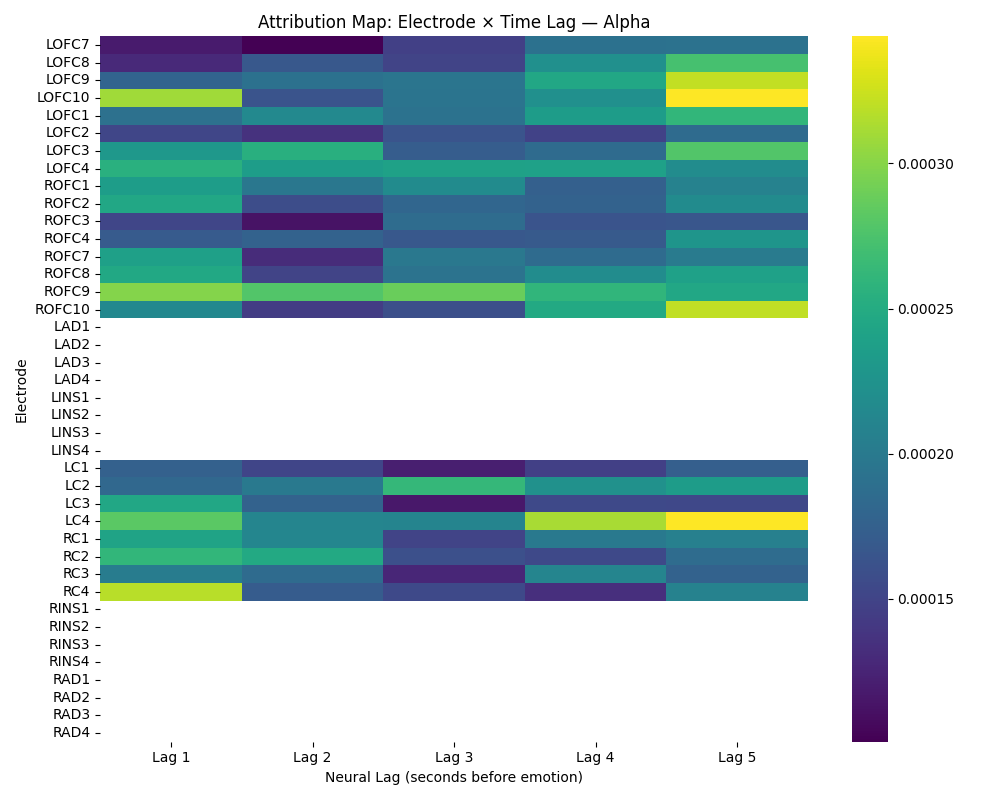 Attribution Map: Electrode × Time Lag — Alpha
LOFC7
LOFC8
LOFC9
LOFC10
LOFC1
LOFC2
LOFC3
LOFC4
ROFC1
ROFC2
ROFC3
ROFC4
ROFC7
ROFC8
ROFC9
ROFC10
LAD1
LAD2
LAD3
LAD4
LINS1
LINS2
LINS3
LINS4
LC1
LC2
LC3
LC4
RC1
RC2
RC3
RC4
RINS1
RINS2
RINS3
RINS4
RAD1
RAD2
RAD3
RAD4
Electrode
Lag 1 Lag 2 Lag 3 Lag 4 Lag 5
Neural Lag (seconds before emotion)
0.00030
0.00025
0.00020
0.00015